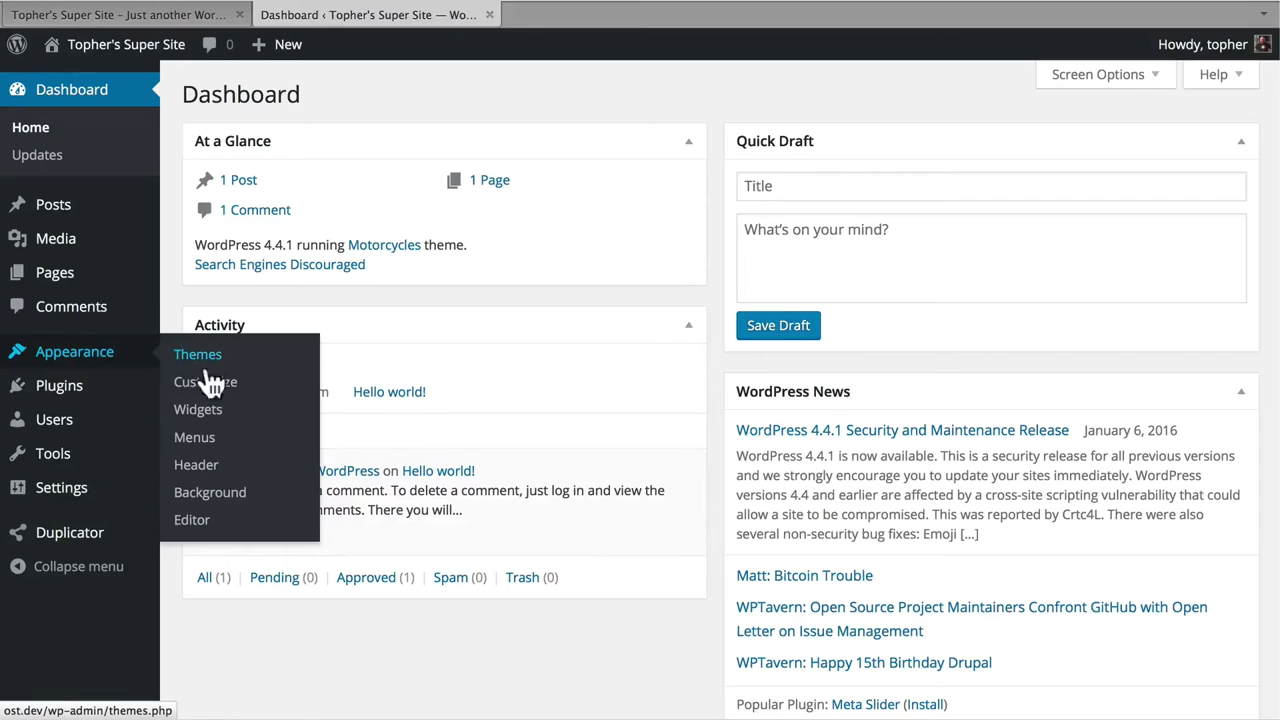 Topher's Super Site – Just another Wor...
Dashboard ‹ Topher's Super Site — Wo...
Topher's Super Site
0
New
Howdy, topher
Dashboard
Home
Updates
Posts
Media
Pages
Comments
Appearance
Plugins
Users
Tools
Settings
Duplicator
Collapse menu
Themes
Widgets
Menus
Header
Background
Editor
Screen Options
Help
Dashboard
At a Glance
1 Post
1 Page
1 Comment
WordPress 4.4.1 running Motorcycles theme.
Search Engines Discouraged
Activity
Hello world!
on Hello world!
comment. To delete a comment, just log in and view the
There you will...
All (1) | Pending (0) | Approved (1) | Spam (0) | Trash (0)
Quick Draft
Title
What's on your mind?
Save Draft
WordPress News
WordPress 4.4.1 Security and Maintenance Release January 6, 2016
WordPress 4.4.1 is now available. This is a security release for all previous versions
and we strongly encourage you to update your sites immediately. WordPress
versions 4.4 and earlier are affected by a cross-site scripting vulnerability that could
allow a site to be compromised. This was reported by Crtc4L. There were also
several non-security bug fixes: Emoji [...]
Matt: Bitcoin Trouble
WPTavern: Open Source Project Maintainers Confront GitHub with Open
Letter on Issue Management
WPTavern: Happy 15th Birthday Drupal
Popular Plugin: Meta Slider (Install)
ost.dev/wp-admin/themes.php